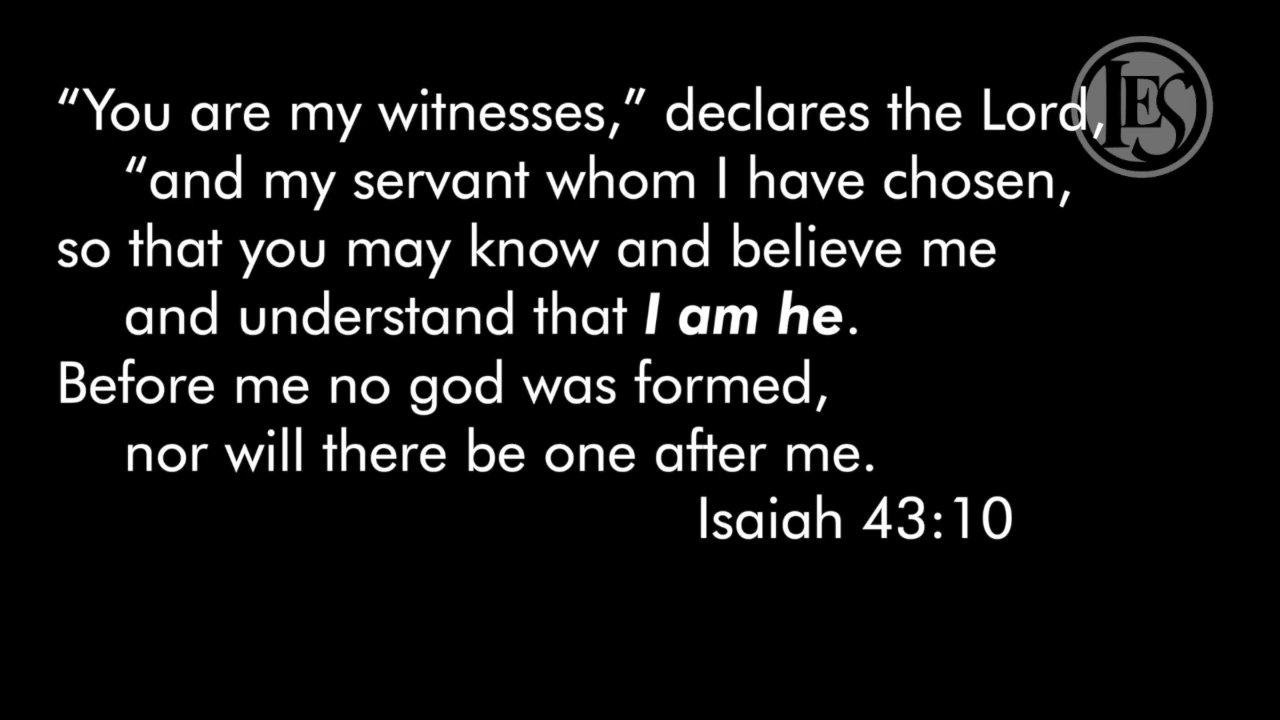 “You are my witnesses,” declares the Lord,
“and my servant whom I have chosen,
so that you may know and believe me
and understand that I am he.
Before me no god was formed,
nor will there be one after me.
Isaiah 43:10
IES